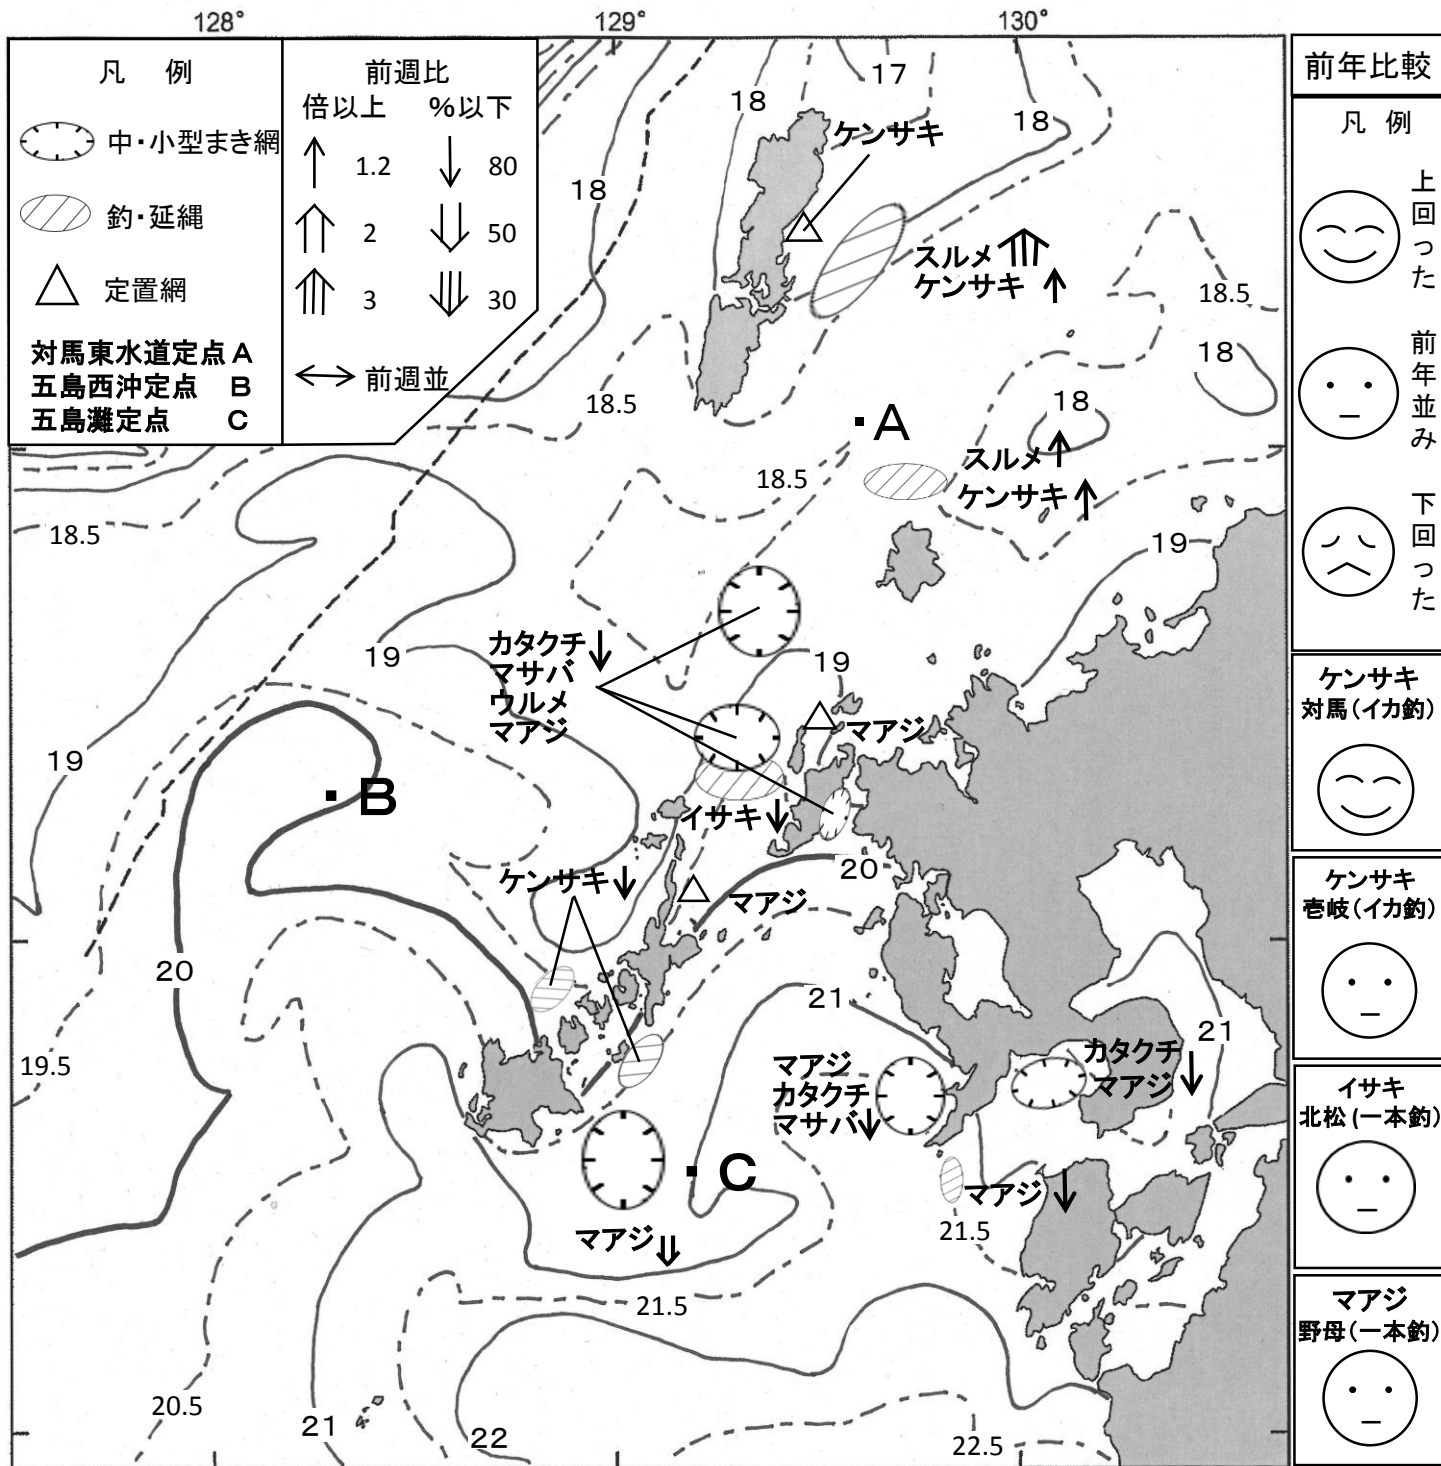 128°
129°
130°
凡 例
中・小型まき網
釣・延縄
定置網
対馬東水道定点 A
五島西沖定点 B
五島灘定点 C
前週比
倍以上 %以下
1.2 80
2 50
3 30
前週並
前年比較
凡 例
上回った
前年並み
下回った
ケンサキ
対馬(イカ釣)
ケンサキ
壱岐(イカ釣)
イサキ
北松(一本釣)
マアジ
野母(一本釣)
17
18
18
18
ケンサキ
スルメ
ケンサキ
18.5
18
18.5
A
18
スルメ
ケンサキ
18.5
18.5
19
カタクチ
マサバ
ウルメ
マアジ
19
19
マアジ
19
B
イサキ
20
ケンサキ
マアジ
20
21
21
19.5
マアジ
カタクチ
マサバ
カタクチ
マアジ
C
マアジ
21.5
マアジ
21.5
20.5
21
22
22.5